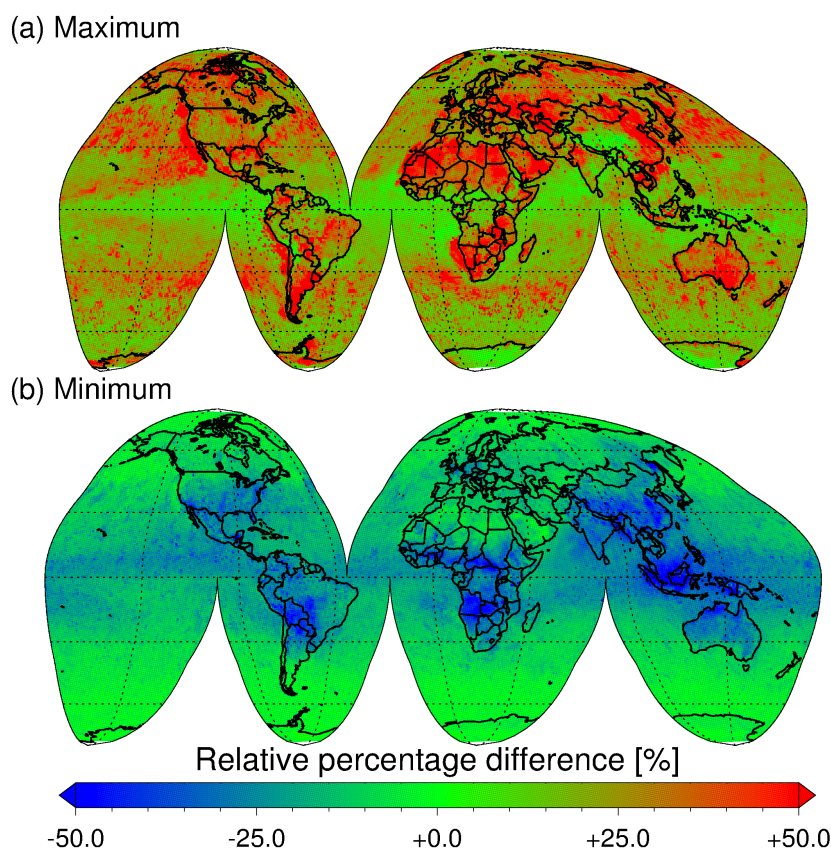 (a) Maximum
(b) Minimum
Relative percentage difference [%]
-50.0 -25.0 +0.0 +25.0 +50.0